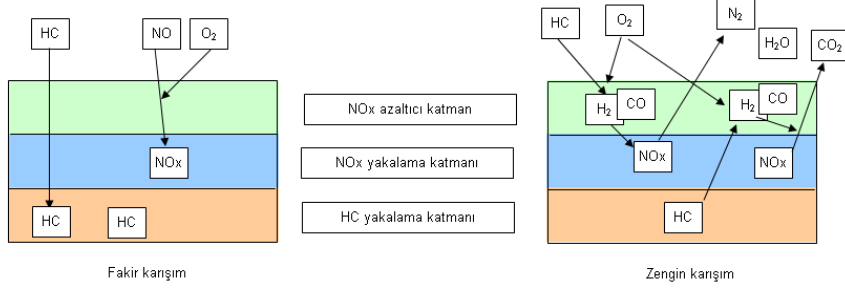 HC
NO
O2
NOx
HC
HC
Fakir karışım
NOx azaltıcı katman
NOx yakalama katmanı
HC yakalama katmanı
HC
O2
N2
H2O
CO2
H2
CO
H2
CO
NOx
NOx
HC
Zengin karışım